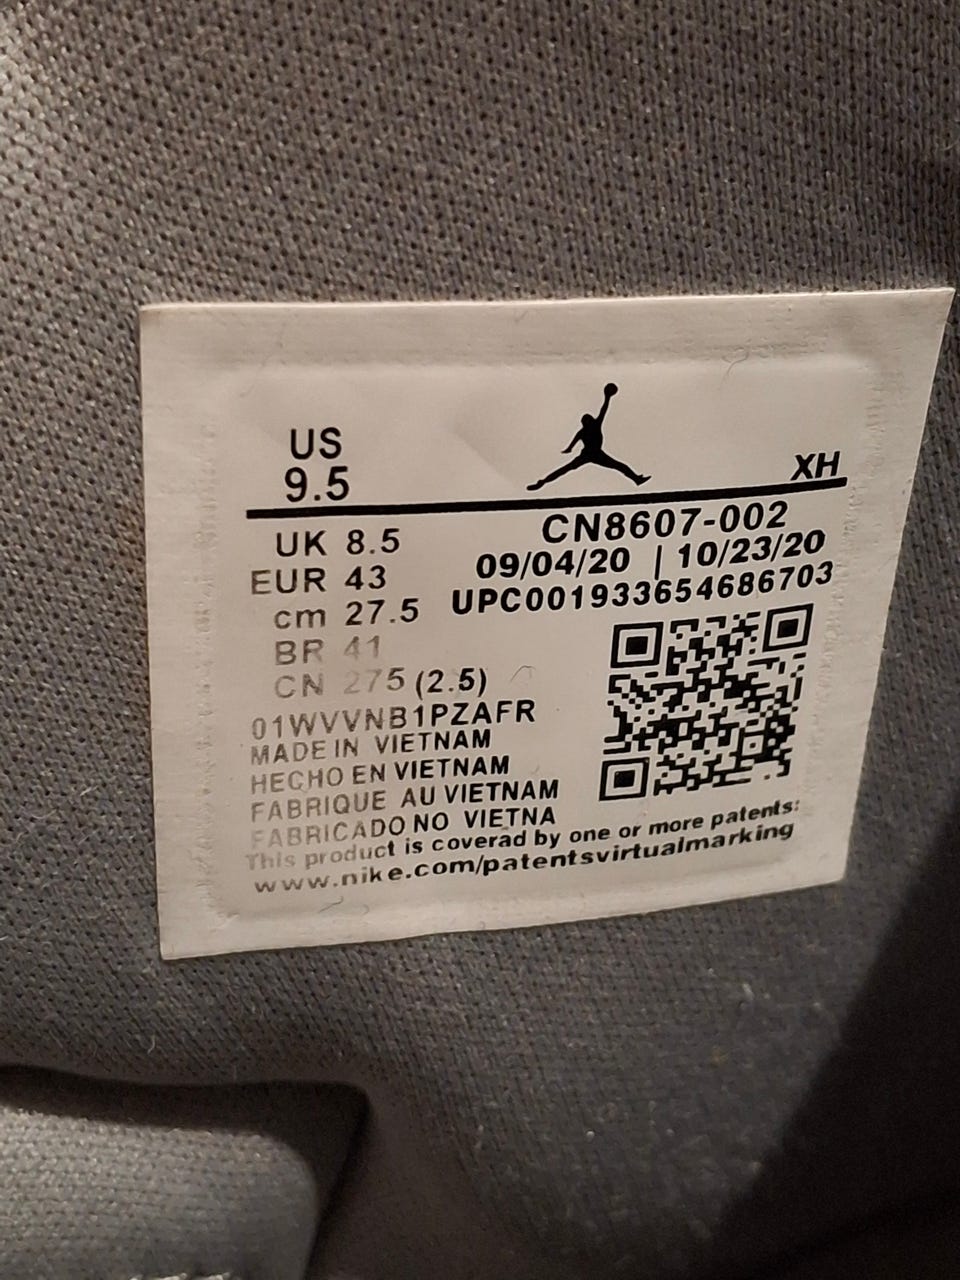 US
9.5
XH
UK 8.5
EUR 43
cm 27.5
BR 41
CN 275 (2.5)
CN8607-002
09/04/20 | 10/23/20
UPC001933654686703
01WVVNB1PZAFR
MADE IN VIETNAM
HECHO EN VIETNAM
FABRIQUE AU VIETNAM
FABRICADO NO VIETNA
This product is coverad by one or more patents:
www.nike.com/patentsvirtualmarking